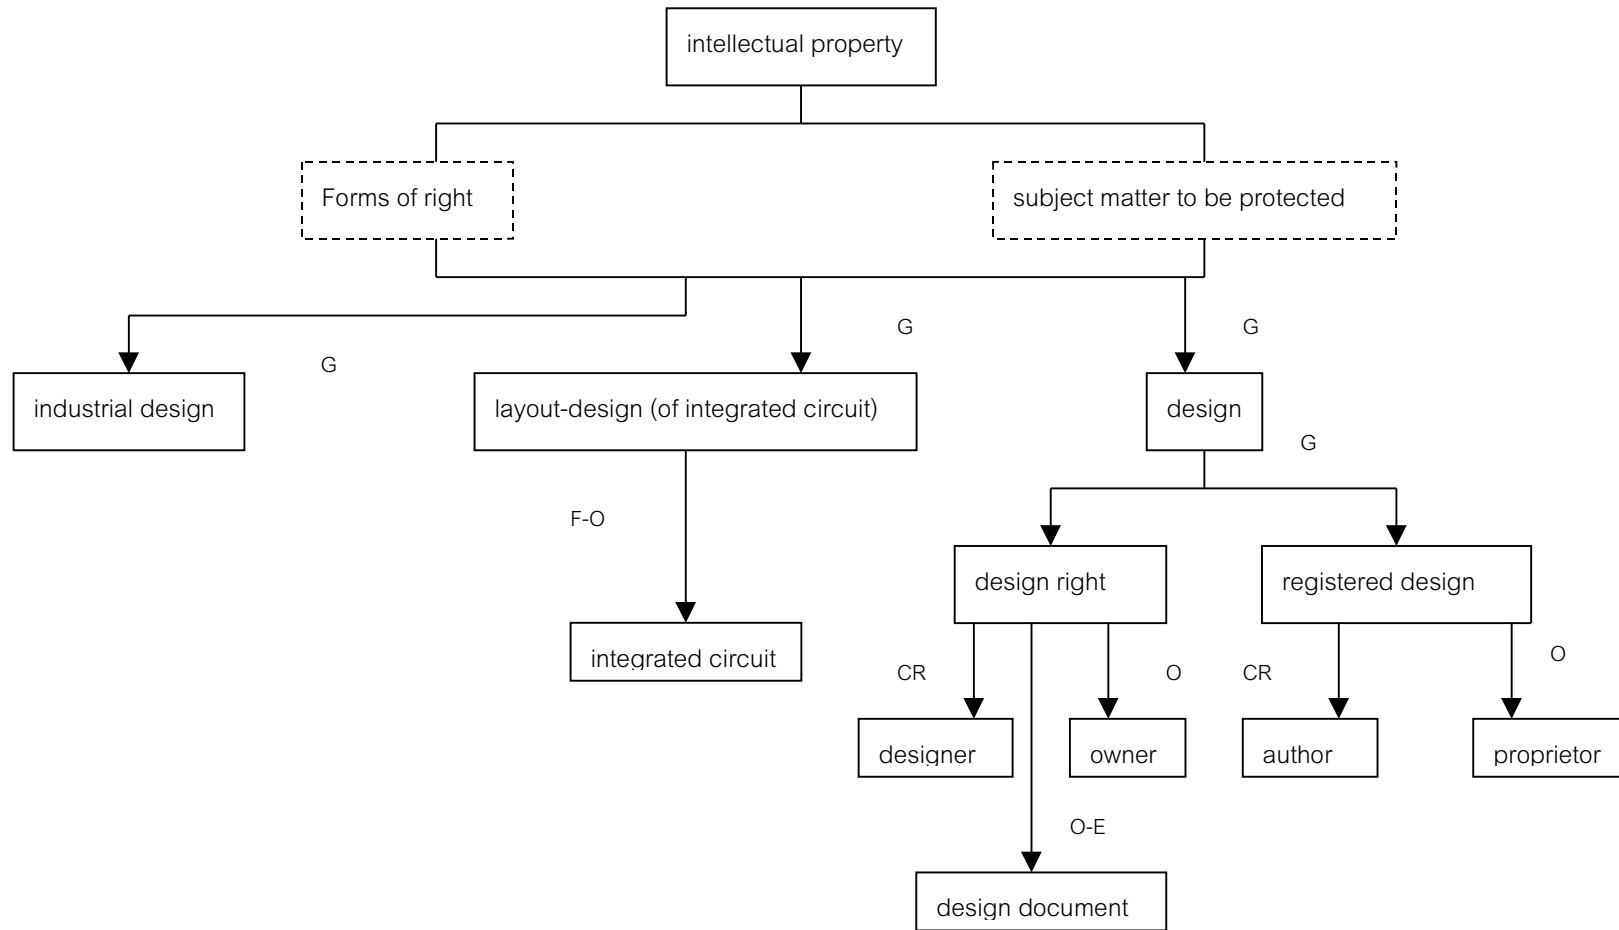 intellectual property
Forms of right
subject matter to be protected
G
G
G
industrial design
layout-design (of integrated circuit)
design
G
F-O
design right
registered design
integrated circuit
CR
O
CR
O
designer
owner
author
proprietor
O-E
design document